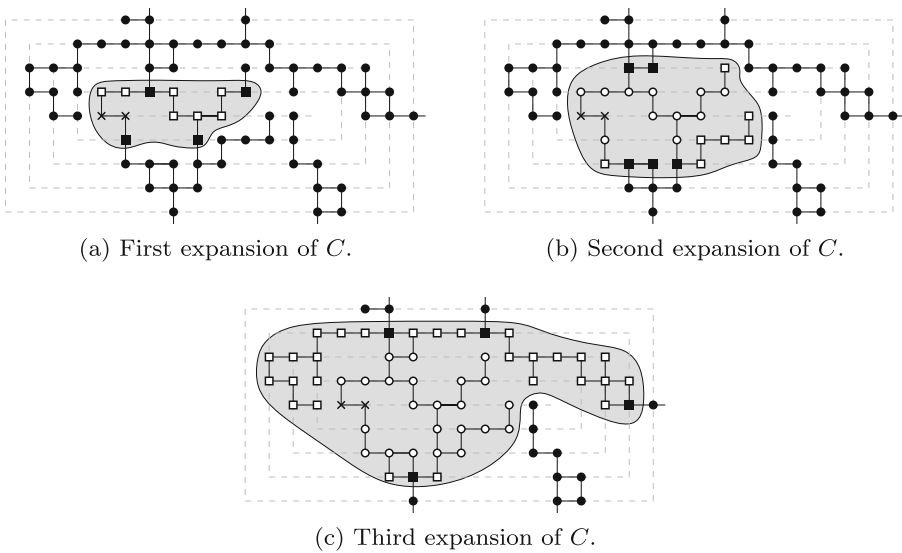 (a) First expansion of C.
(b) Second expansion of C.
(c) Third expansion of C.